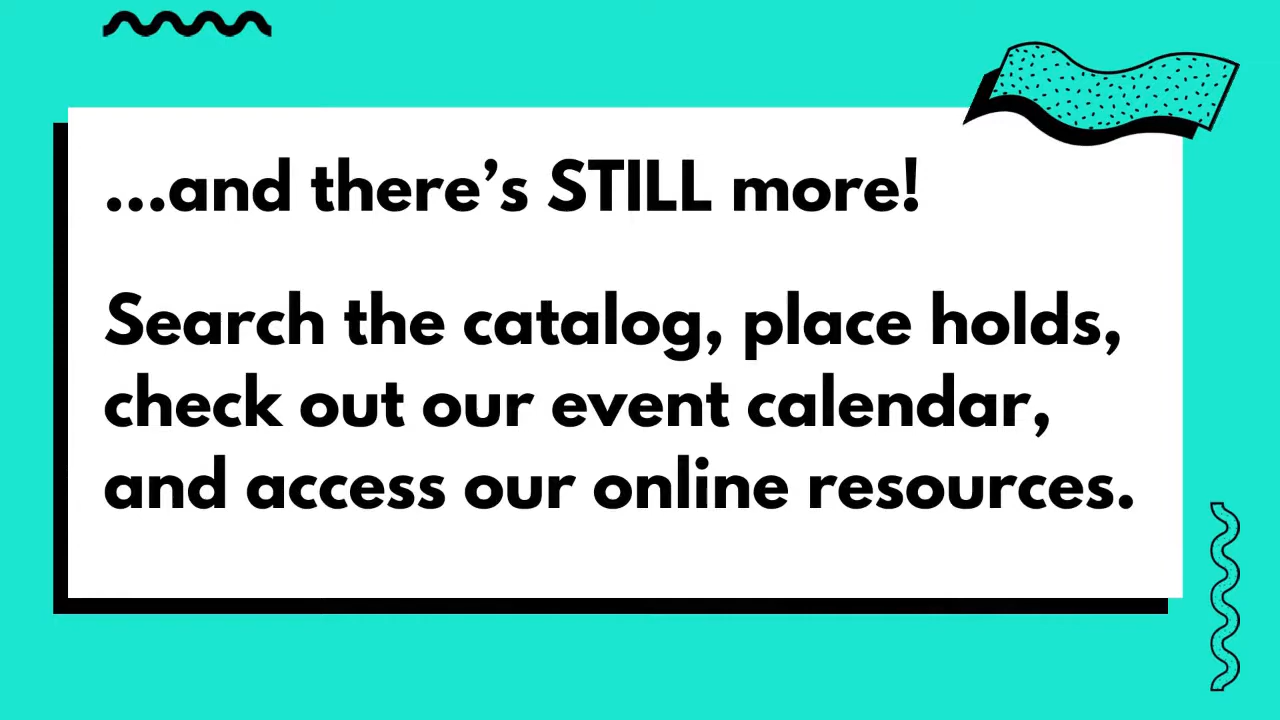 ...and there’s STILL more!
Search the catalog, place holds,
check out our event calendar,
and access our online resources.